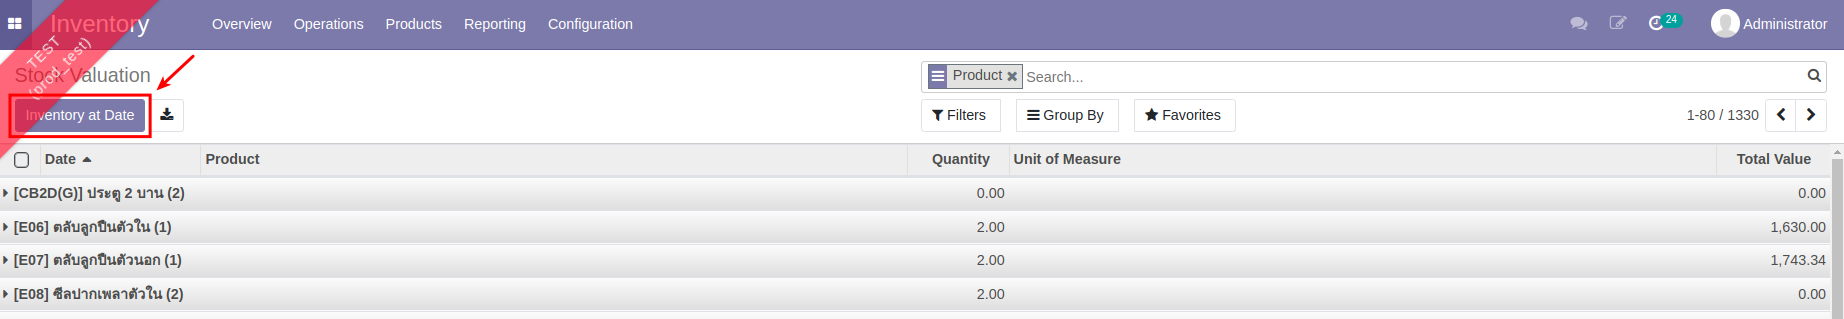 Inventory Overview Operations Products Reporting Configuration 24 Administrator
TEST
(prod_test)
Stock Valuation
Product Search...
Inventory at Date
Filters Group By Favorites 1-80 / 1330
Date Product Quantity Unit of Measure Total Value
[CB2D(G)] ประตู 2 บาน (2) 0.00 0.00
[E06] ตลับลูกปืนตัวใน (1) 2.00 1,630.00
[E07] ตลับลูกปืนตัวนอก (1) 2.00 1,743.34
[E08] ซีลปากเพลาตัวใน (2) 2.00 0.00